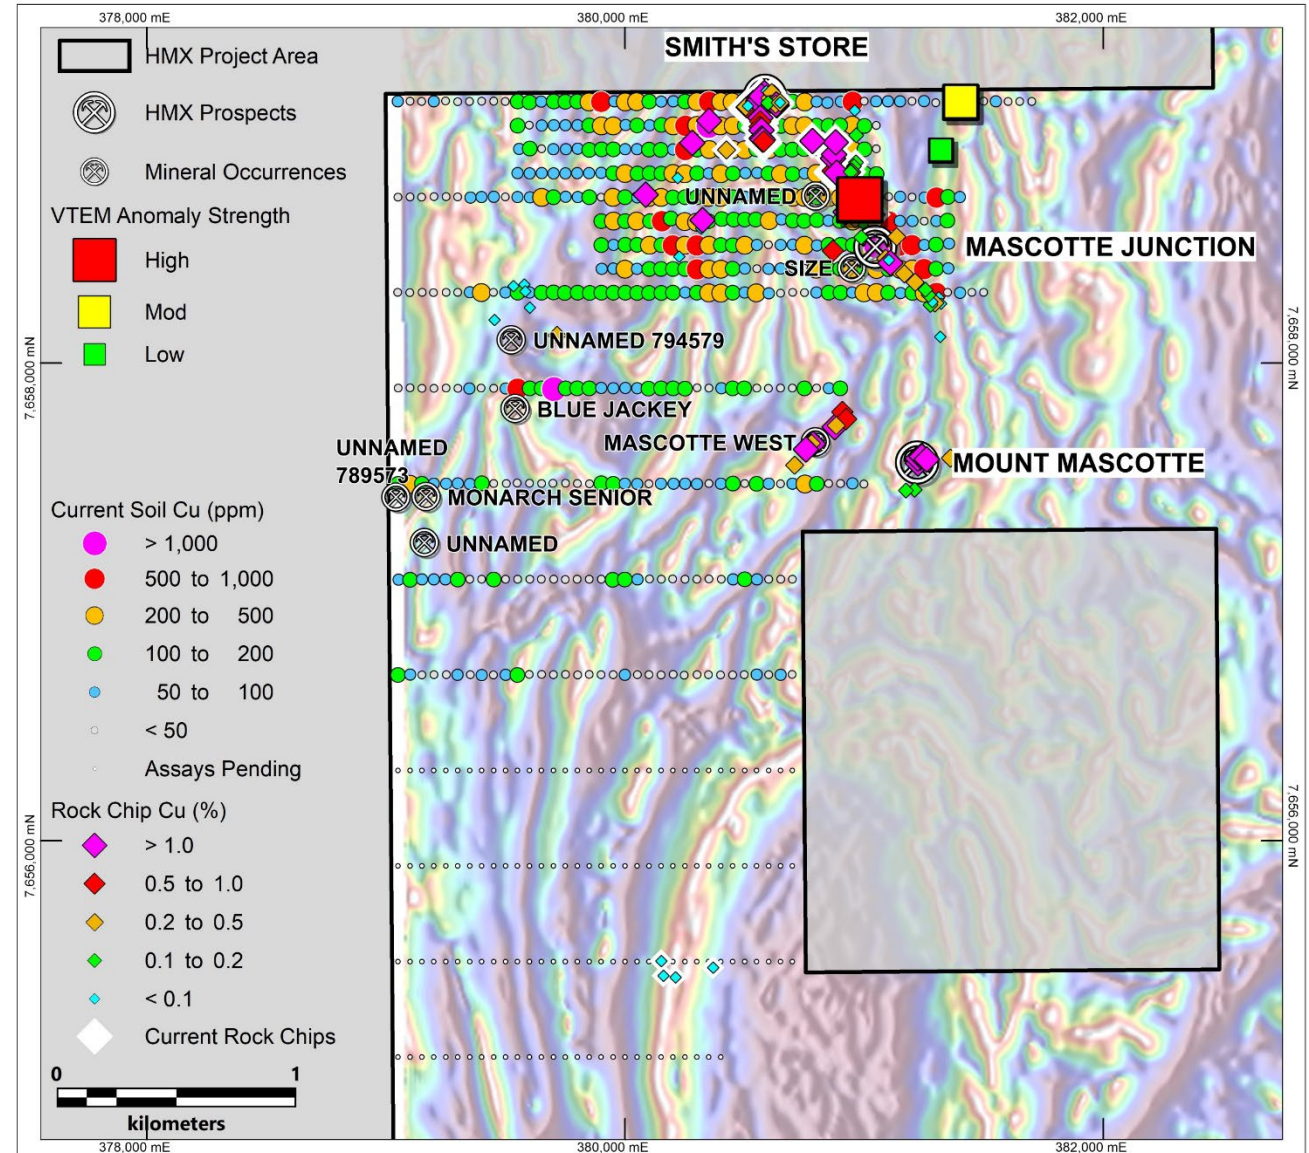 378,000 mE
380,000 mE
382,000 mE
HMX Project Area
HMX Prospects
Mineral Occurrences
VTEM Anomaly Strength
High
Mod
Low
SMITH'S STORE
UNNAMED
MASCOTTE JUNCTION
SIZE
UNNAMED 794579
BLUE JACKEY
MASCOTTE WEST
UNNAMED
789573
MOUNT MASCOTTE
MONARCH SENIOR
UNNAMED
7,658,000 mN
7,658,000 mN
Current Soil Cu (ppm)
> 1,000
500 to 1,000
200 to 500
100 to 200
50 to 100
< 50
Assays Pending
Rock Chip Cu (%)
> 1.0
0.5 to 1.0
0.2 to 0.5
0.1 to 0.2
< 0.1
Current Rock Chips
7,656,000 mN
7,656,000 mN
0 1
kilometers
378,000 mE
380,000 mE
382,000 mE